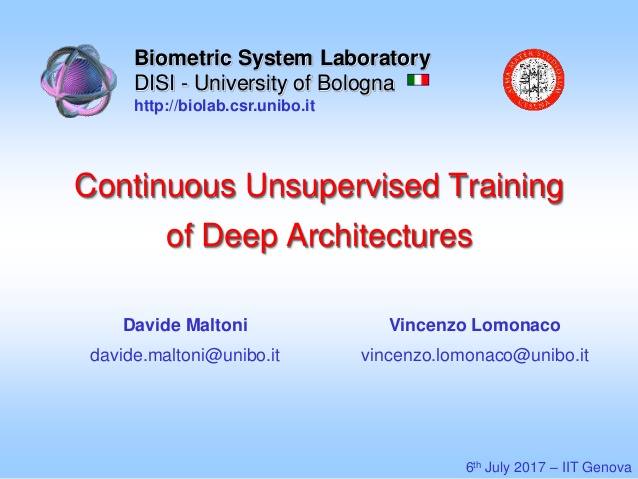 Biometric System Laboratory
DISI - University of Bologna
http://biolab.csr.unibo.it
Continuous Unsupervised Training
of Deep Architectures
Davide Maltoni
Vincenzo Lomonaco
davide.maltoni@unibo.it
vincenzo.lomonaco@unibo.it
6th July 2017 – IIT Genova